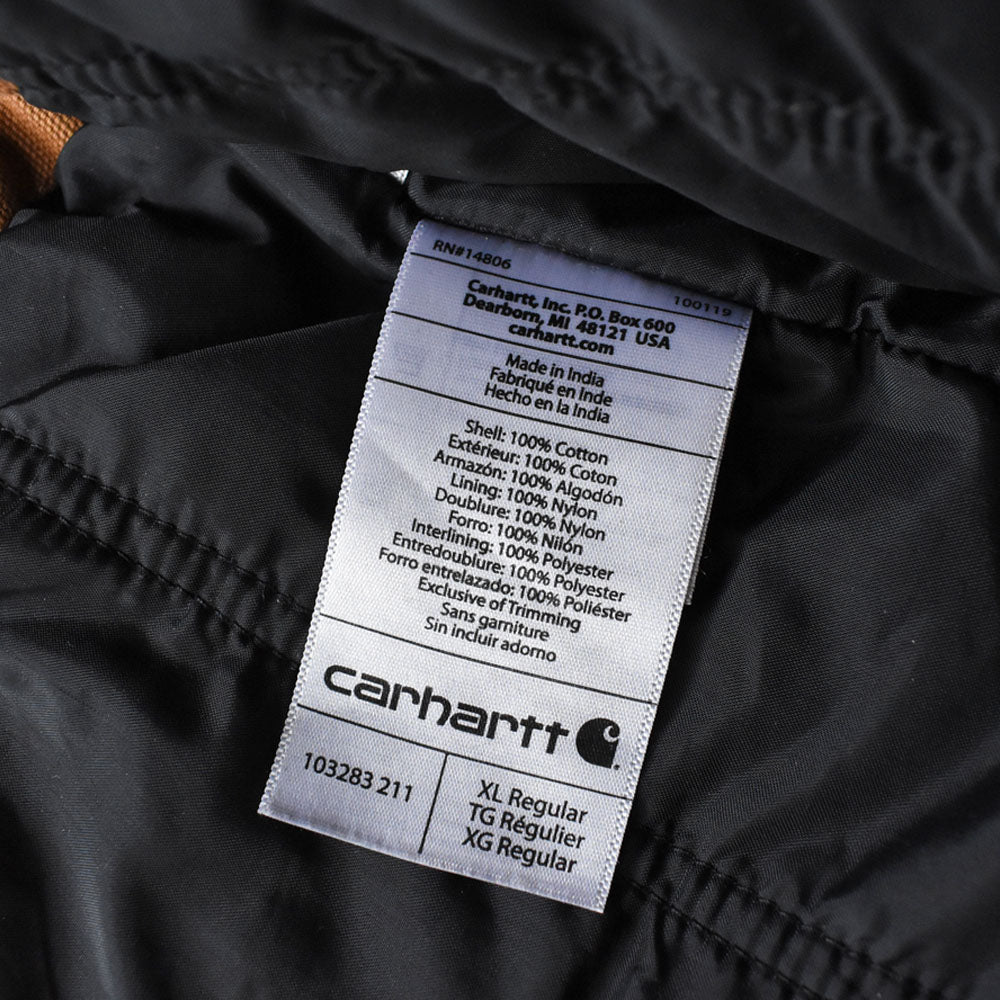 RN#14806
100119
Carhartt, Inc. P.O. Box 600
Dearborn, MI 48121 USA
carhartt.com
Made in India
Fabriqué en Inde
Hecho en la India
Shell: 100% Cotton
Extérieur: 100% Coton
Armazón: 100% Algodón
Lining: 100% Nylon
Doublure: 100% Nylon
Forro: 100% Nilón
Interlining: 100% Polyester
Entredoublure: 100% Polyester
Forro entrelazado: 100% Poliéster
Exclusive of Trimming
Sans garniture
Sin incluir adorno
carhartt
103283 211
XL Regular
TG Régulier
XG Regular